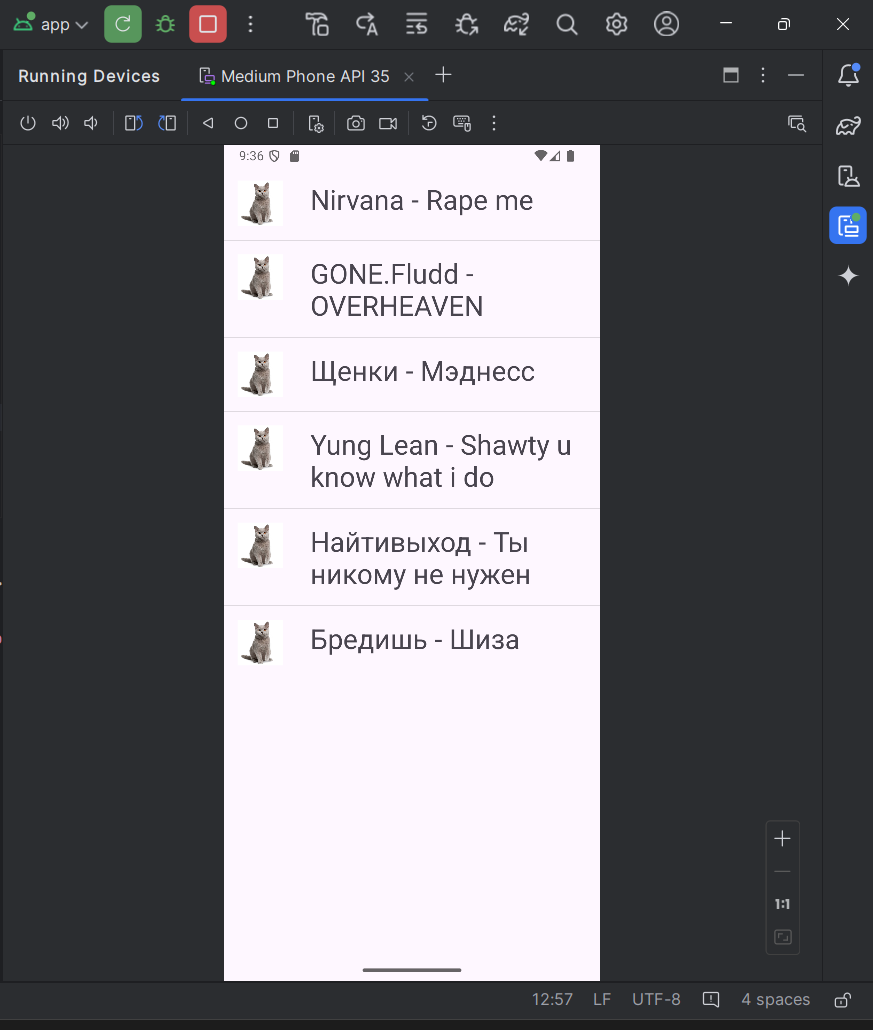 app
Running Devices
Medium Phone API 35
9:36
Nirvana - Rape me
GONE.Fludd -
OVERHEAVEN
Щенки - Мэднесс
Yung Lean - Shawty u
know what i do
Найтивыход - Ты
никому не нужен
Бредишь - Шиза
1:1
12:57 LF UTF-8 4 spaces